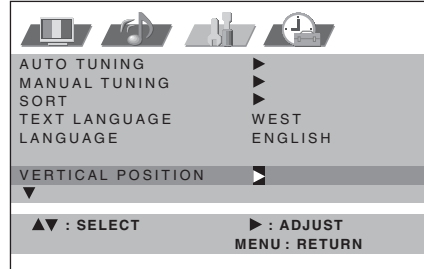 AUTO TUNING ▶
MANUAL TUNING ▶
SORT ▶
TEXT LANGUAGE WEST
LANGUAGE ENGLISH
VERTICAL POSITION ▶
▼
▲▼ : SELECT ▶ : ADJUST
MENU : RETURN